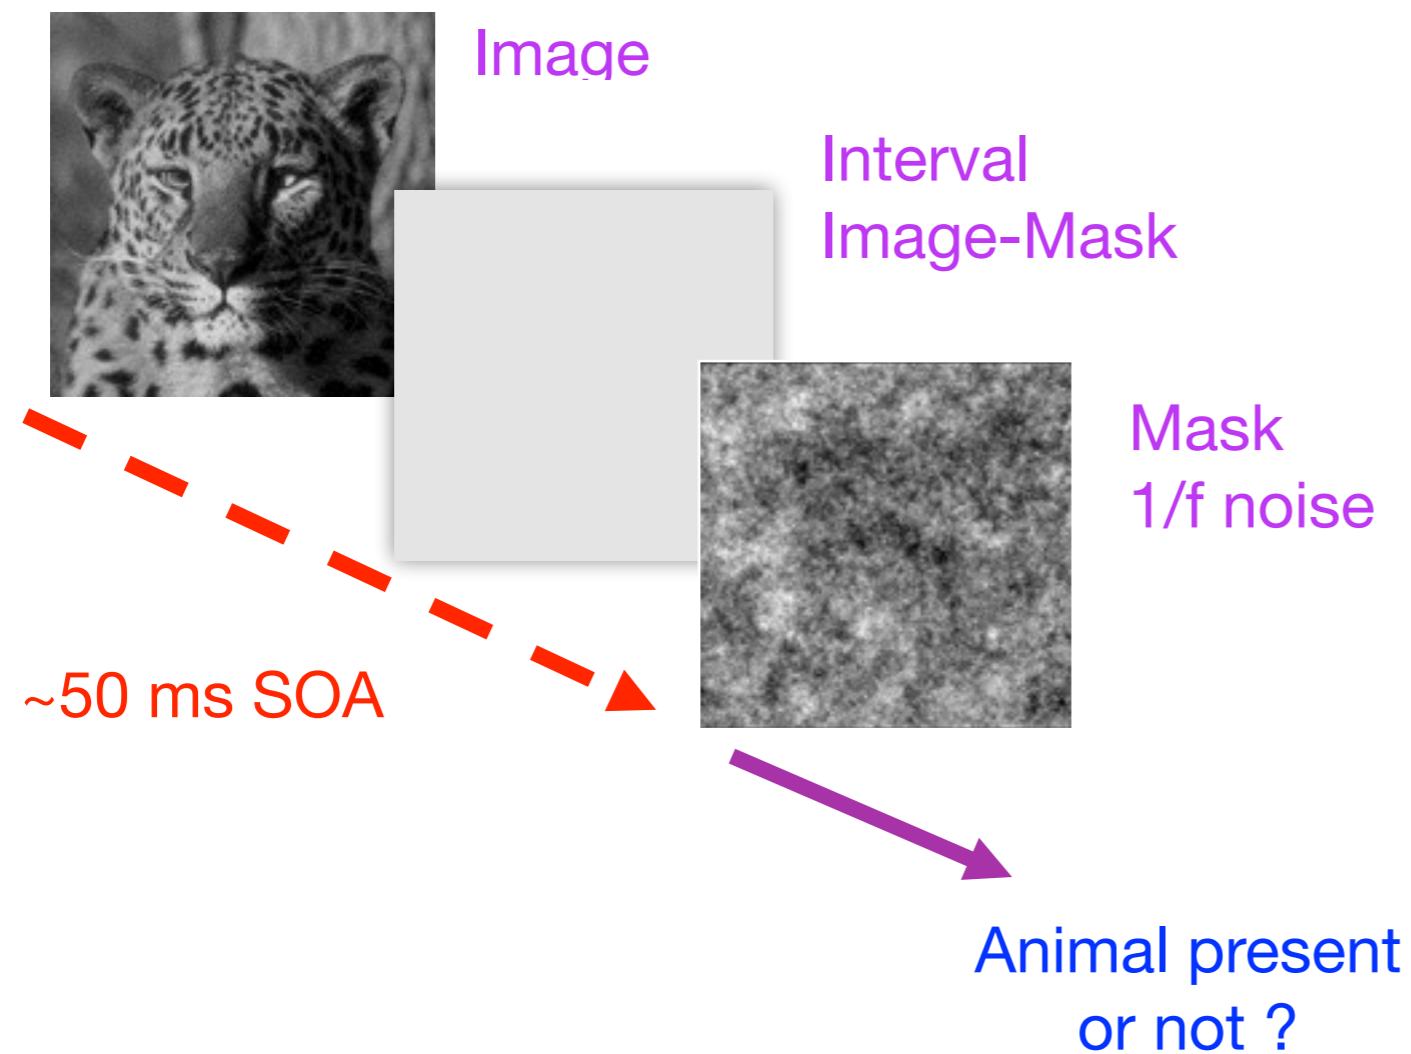 Image
Interval
Image-Mask
Mask
1/f noise
~50 ms SOA
Animal present
or not ?